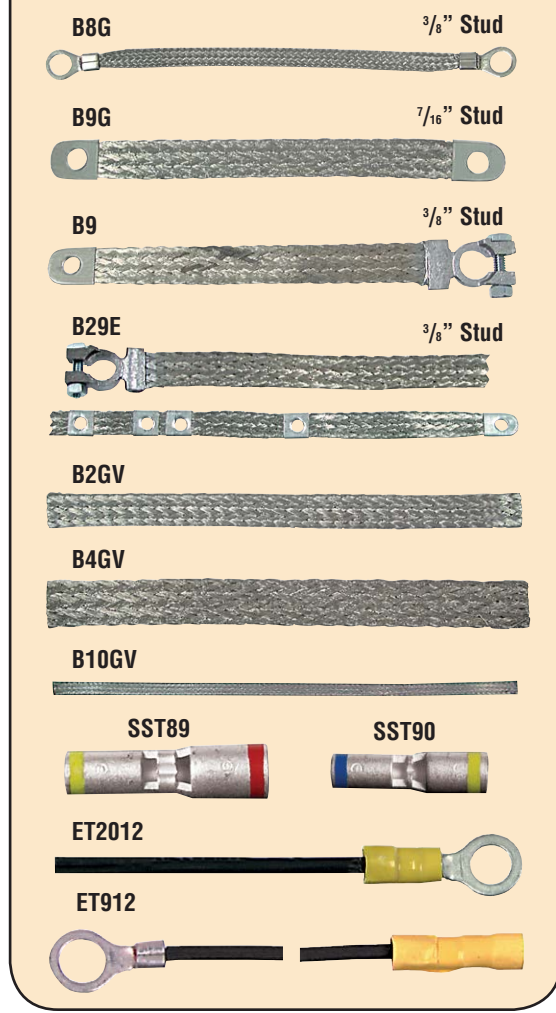 B8G 3/8” Stud
B9G 7/16” Stud
B9 3/8” Stud
B29E 3/8” Stud
B2GV
B4GV
B10GV
SST89 SST90
ET2012
ET912